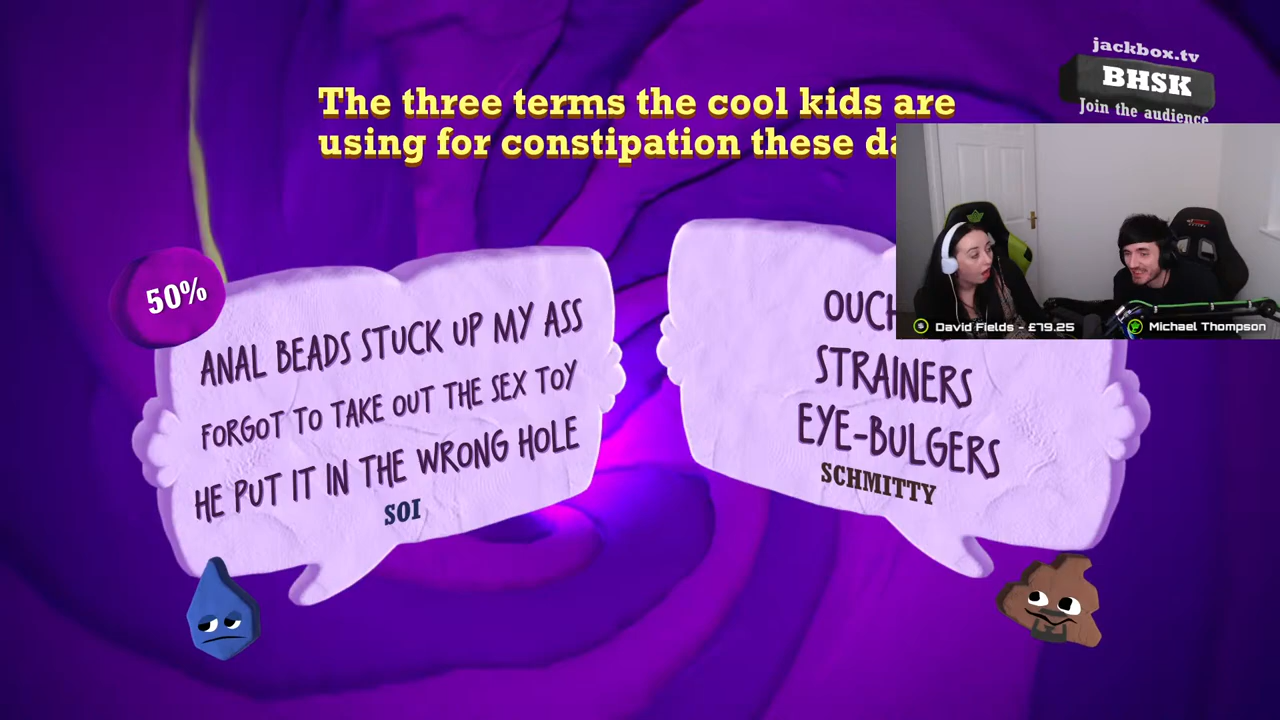 jackbox.tv
BHSK
Join the audience
The three terms the cool kids are
using for constipation these
50%
ANAL BEADS STUCK UP MY ASS
FORGOT TO TAKE OUT THE SEX TOY
HE PUT IT IN THE WRONG HOLE
SOI
STRAINERS
EYE-BULGERS
SCHMITTY
David Fields - £79.25
Michael Thompson